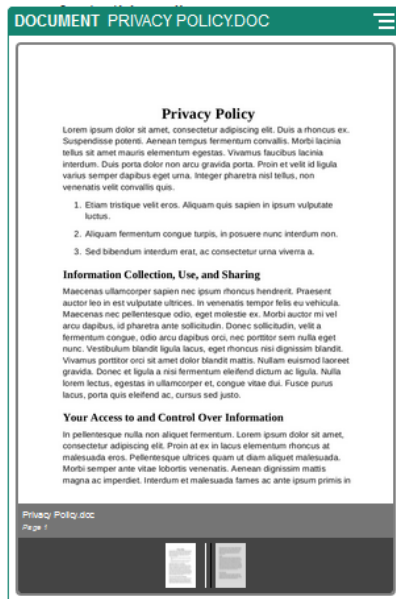 DOCUMENT PRIVACY POLICY.DOC
Privacy Policy
Lorem ipsum dolor sit amet, consectetur adipiscing elit. Duis a rhoncus ex.
Suspendisse potenti. Aenean tempus fermentum convallis. Morbi lacinia
tellus sit amet mauris elementum egestas. Vivamus faucibus lacinia
interdum. Duis porta dolor non arcu gravida porta. Proin et velit id ligula
varius semper dapibus eget urna. Integer pharetra nisl tellus, non
venenatis velit convallis quis.
1. Etiam tristique velit eros. Aliquam quis sapien in ipsum vulputate
luctus.
2. Aliquam fermentum congue turpis, in posuere nunc interdum non.
3. Sed bibendum interdum erat, ac consectetur urna viverra a.
Information Collection, Use, and Sharing
Maecenas ullamcorper sapien nec ipsum rhoncus hendrerit. Praesent
auctor leo in est vulputate ultrices. In venenatis tempor felis eu vehicula.
Maecenas nec pellentesque odio, eget molestie ex. Morbi auctor mi vel
arcu dapibus, id pharetra ante sollicitudin. Donec sollicitudin, velit a
fermentum congue, odio arcu dapibus orci, nec porttitor sem nulla eget
nunc. Vestibulum blandit ligula lacus, eget rhoncus nisi dignissim blandit.
Vivamus porttitor orci sit amet dolor blandit mattis. Nullam euismod laoreet
gravida. Donec et ligula a nisi fermentum eleifend dictum ac ligula. Nulla
lorem lectus, egestas in ullamcorper et, congue vitae dui. Fusce purus
lacus, porta quis eleifend ac, cursus sed justo.
Your Access to and Control Over Information
In pellentesque nulla non aliquet fermentum. Lorem ipsum dolor sit amet,
consectetur adipiscing elit. Proin at ex in lacus elementum rhoncus at
malesuada eros. Pellentesque ultrices quam ut diam aliquet malesuada.
Morbi semper ante vitae lobortis venenatis. Aenean dignissim mattis
magna ac imperdiet. Interdum et malesuada fames ac ante ipsum primis in
Privacy Policy.doc
Page 1